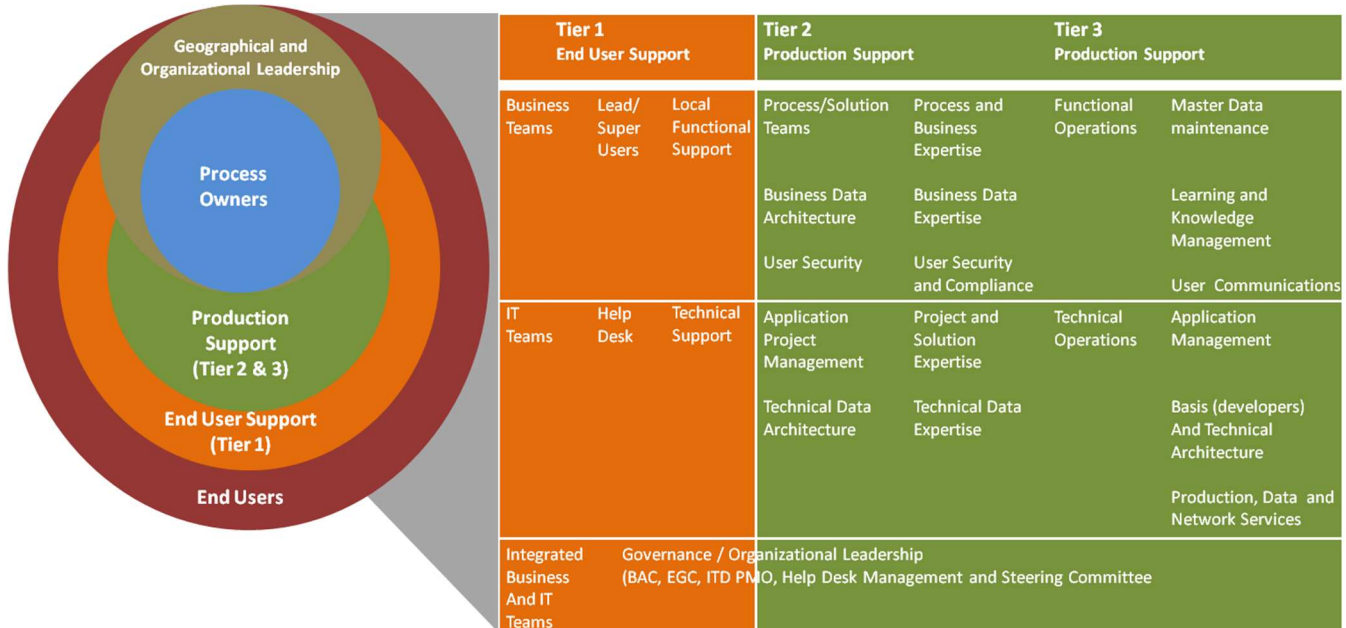 Geographical and
Organizational Leadership
Process
Owners
Production
Support
(Tier 2 & 3)
End User Support
(Tier 1)
End Users
Tier 1
End User Support
Tier 2
Production Support
Tier 3
Production Support
Business
Teams
Lead/
Super
Users
Local
Functional
Support
Process/Solution
Teams
Process and
Business
Expertise
Functional
Operations
Master Data
maintenance
Business Data
Architecture
Business Data
Expertise
Learning and
Knowledge
Management
User Security
User Security
and Compliance
User Communications
IT
Teams
Help
Desk
Technical
Support
Application
Project
Management
Project and
Solution
Expertise
Technical
Operations
Application
Management
Technical Data
Architecture
Technical Data
Expertise
Basis (developers)
And Technical
Architecture
Production, Data and
Network Services
Integrated
Business
And IT
Teams
Governance / Organizational Leadership
(BAC, EGC, ITD PMO, Help Desk Management and Steering Committee